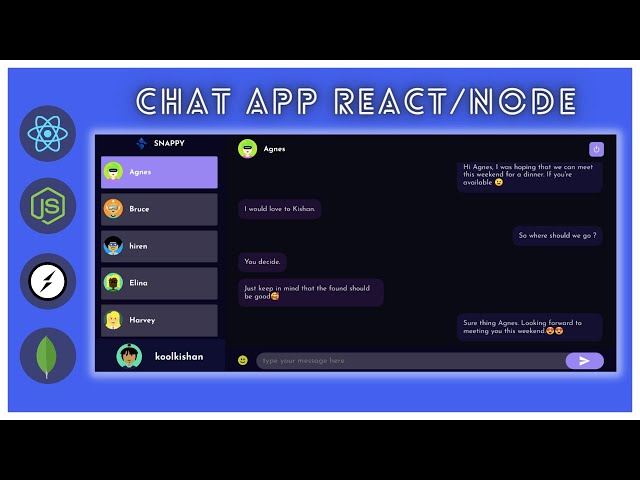 CHAT APP REACT/NODE
JS
SNAPPY
Agnes
Bruce
hiren
Elina
Harvey
koolkishan
Agnes
Hi Agnes, I was hoping that we can meet
this weekend for a dinner. If you're
available 😉
I would love to Kishan.
So where should we go ?
You decide.
Just keep in mind that the found should
be good🥰
Sure thing Agnes. Looking forward to
meeting you this weekend.😍😍
type your message here